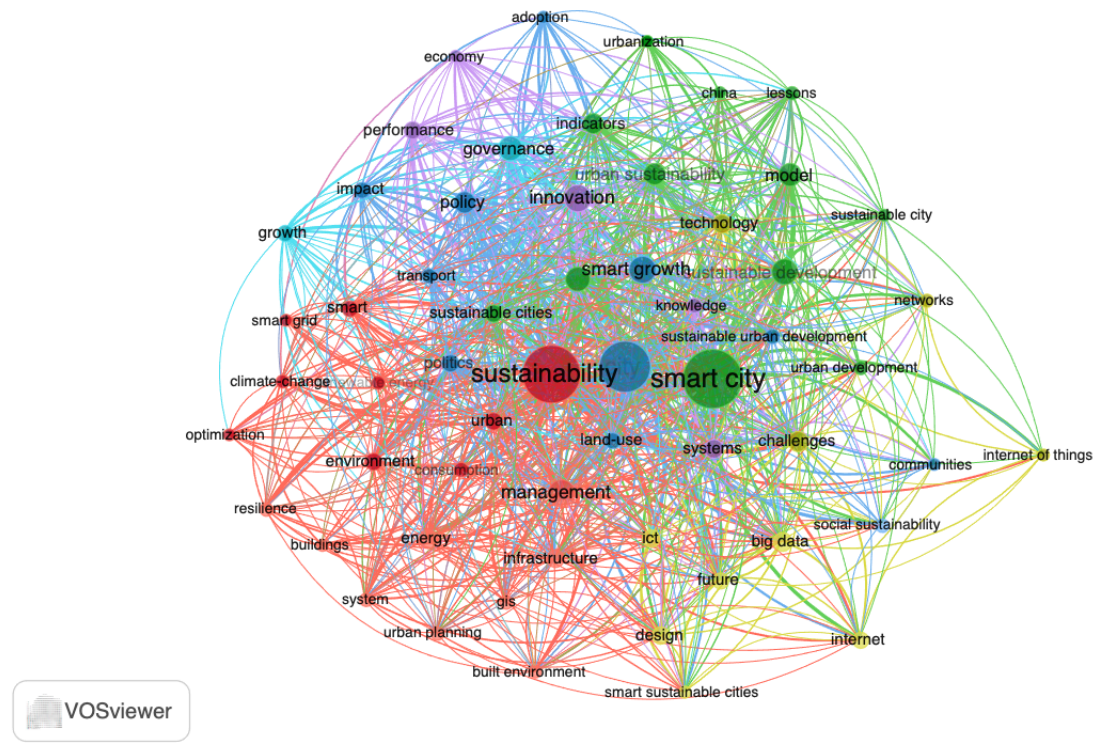 adoption
urbanization
economy
china
lessons
performance
indicators
governance
urban sustainability
model
impact
policy
innovation
sustainable city
technology
growth
smart growth
sustainable development
transport
networks
smart
sustainable cities
knowledge
smart grid
sustainable urban development
politics
urban development
sustainability
smart city
climate-change
urban
optimization
land-use
systems
challenges
environment
consumption
internet of things
communities
management
resilience
social sustainability
buildings
energy
infrastructure
ict
big data
future
system
gis
urban planning
design
internet
built environment
smart sustainable cities
VOSviewer